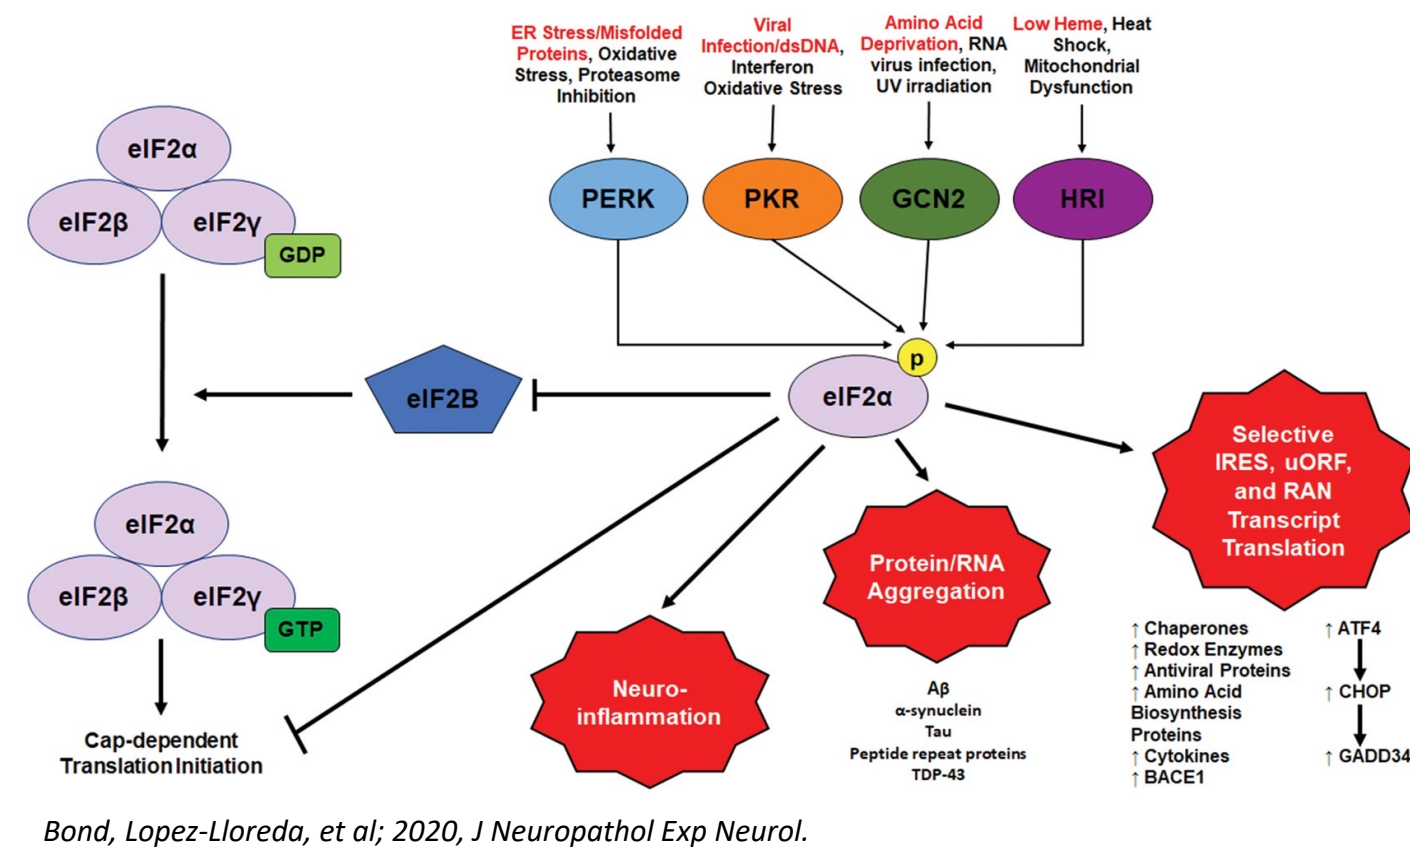 ER Stress/Misfolded
Proteins, Oxidative
Stress, Proteasome
Inhibition
Viral
Infection/dsDNA,
Interferon
Oxidative Stress
Amino Acid
Deprivation, RNA
virus infection,
UV irradiation
Low Heme, Heat
Shock,
Mitochondrial
Dysfunction
PERK
PKR
GCN2
HRI
eIF2α
eIF2β
eIF2γ
GDP
p
eIF2α
eIF2B
eIF2α
eIF2β
eIF2γ
GTP
Cap-dependent
Translation Initiation
Neuro-
inflammation
Protein/RNA
Aggregation
Aβ
α-synuclein
Tau
Peptide repeat proteins
TDP-43
Selective
IRES, uORF,
and RAN
Transcript
Translation
↑ Chaperones
↑ Redox Enzymes
↑ Antiviral Proteins
↑ Amino Acid
Biosynthesis
Proteins
↑ Cytokines
↑ BACE1
↑ ATF4
↑ CHOP
↑ GADD34
Bond, Lopez-Lloreda, et al; 2020, J Neuropathol Exp Neurol.